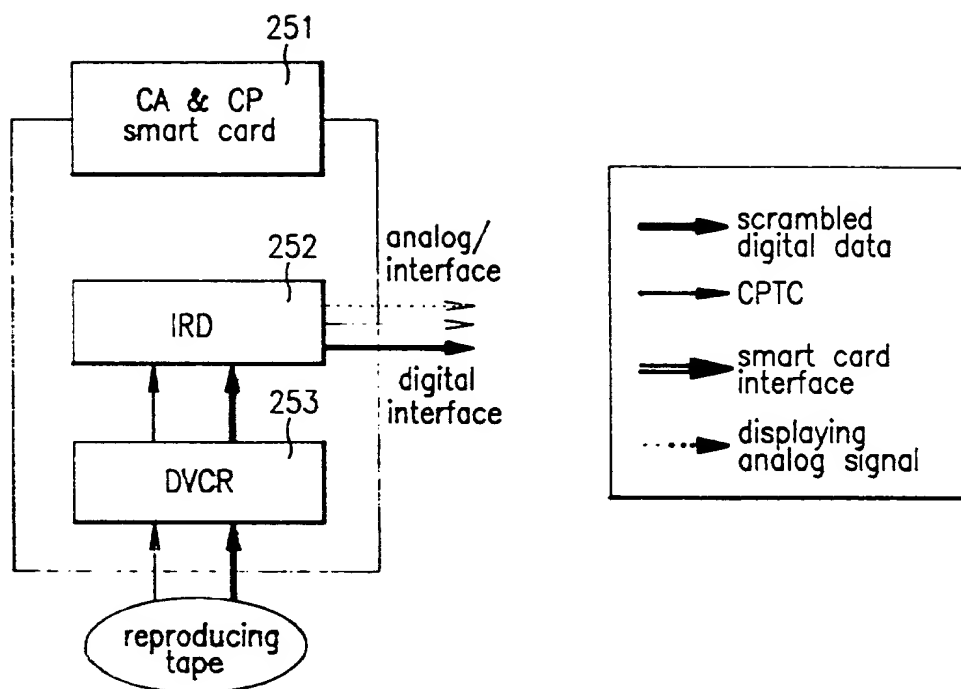 251
CA & CP
smart card
252
analog/
interface
IRD
digital
interface
253
DVCR
reproducing
tape
scrambled
digital data
CPTC
smart card
interface
displaying
analog signal